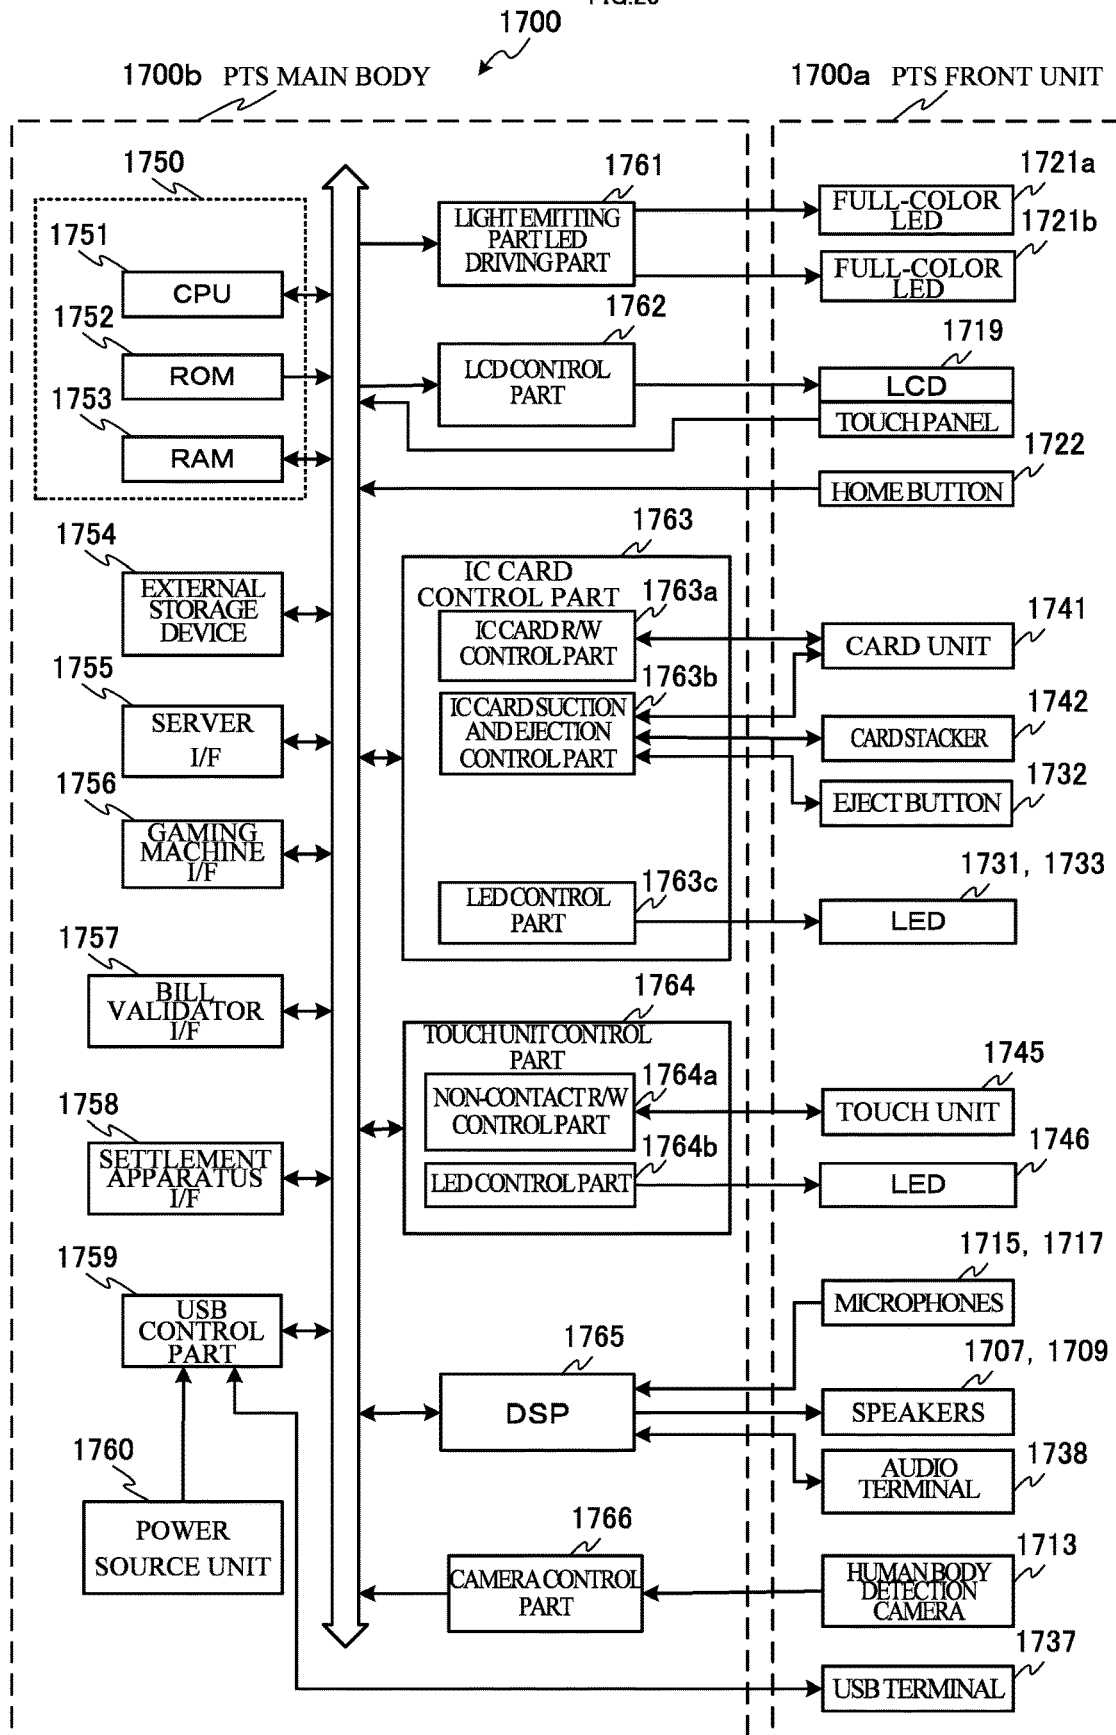 1700
1700b PTS MAIN BODY
1700a PTS FRONT UNIT
1750
1751
CPU
1752
ROM
1753
RAM
1754
EXTERNAL
STORAGE
DEVICE
1755
SERVER
I/F
1756
GAMING
MACHINE
I/F
1757
BILL
VALIDATOR
I/F
1758
SETTLEMENT
APPARATUS
I/F
1759
USB
CONTROL
PART
1760
POWER
SOURCE UNIT
1761
LIGHT EMITTING
PART LED
DRIVING PART
1762
LCD CONTROL
PART
1763
IC CARD
CONTROL PART
1763a
IC CARD R/W
CONTROL PART
1763b
IC CARD SUCTION
AND EJECTION
CONTROL PART
1763c
LED CONTROL
PART
1764
TOUCH UNIT CONTROL
PART
1764a
NON-CONTACT R/W
CONTROL PART
1764b
LED CONTROL PART
1765
DSP
1766
CAMERA CONTROL
PART
1721a
FULL-COLOR
LED
1721b
FULL-COLOR
LED
1719
LCD
TOUCH PANEL
1722
HOME BUTTON
1741
CARD UNIT
1742
CARD STACKER
1732
EJECT BUTTON
1731, 1733
LED
1745
TOUCH UNIT
1746
LED
1715, 1717
MICROPHONES
1707, 1709
SPEAKERS
1738
AUDIO
TERMINAL
1713
HUMAN BODY
DETECTION
CAMERA
1737
USB TERMINAL